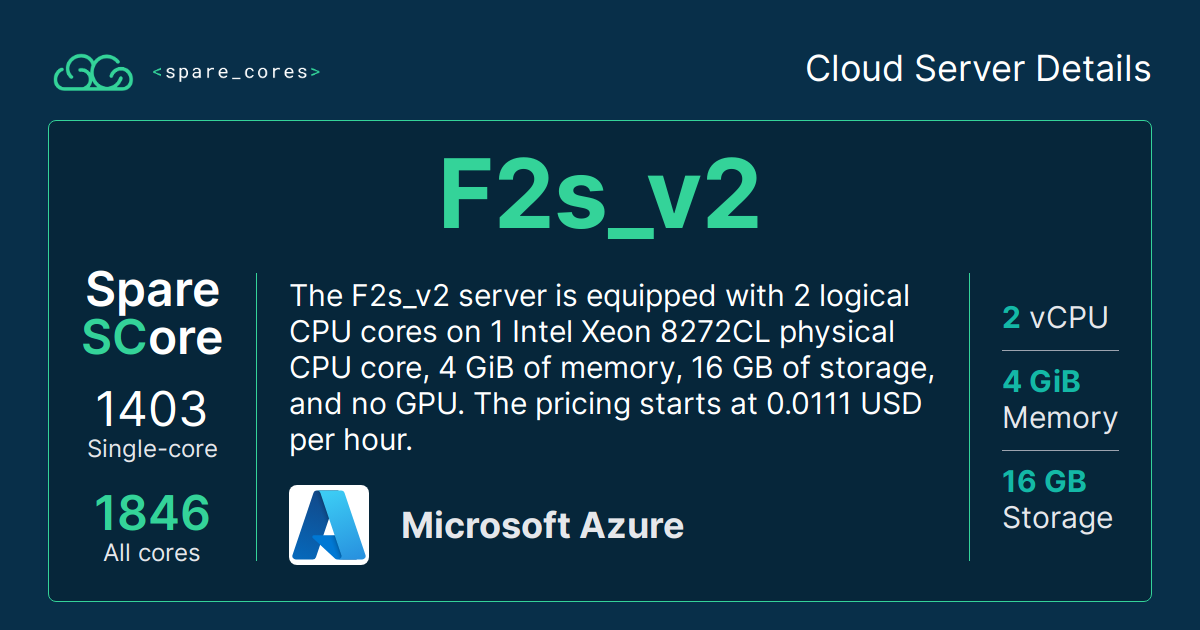 <spare_cores>
Cloud Server Details
F2s_v2
Spare
SCore
1403
Single-core
1846
All cores
The F2s_v2 server is equipped with 2 logical
CPU cores on 1 Intel Xeon 8272CL physical
CPU core, 4 GiB of memory, 16 GB of storage,
and no GPU. The pricing starts at 0.0111 USD
per hour.
Microsoft Azure
2 vCPU
4 GiB
Memory
16 GB
Storage